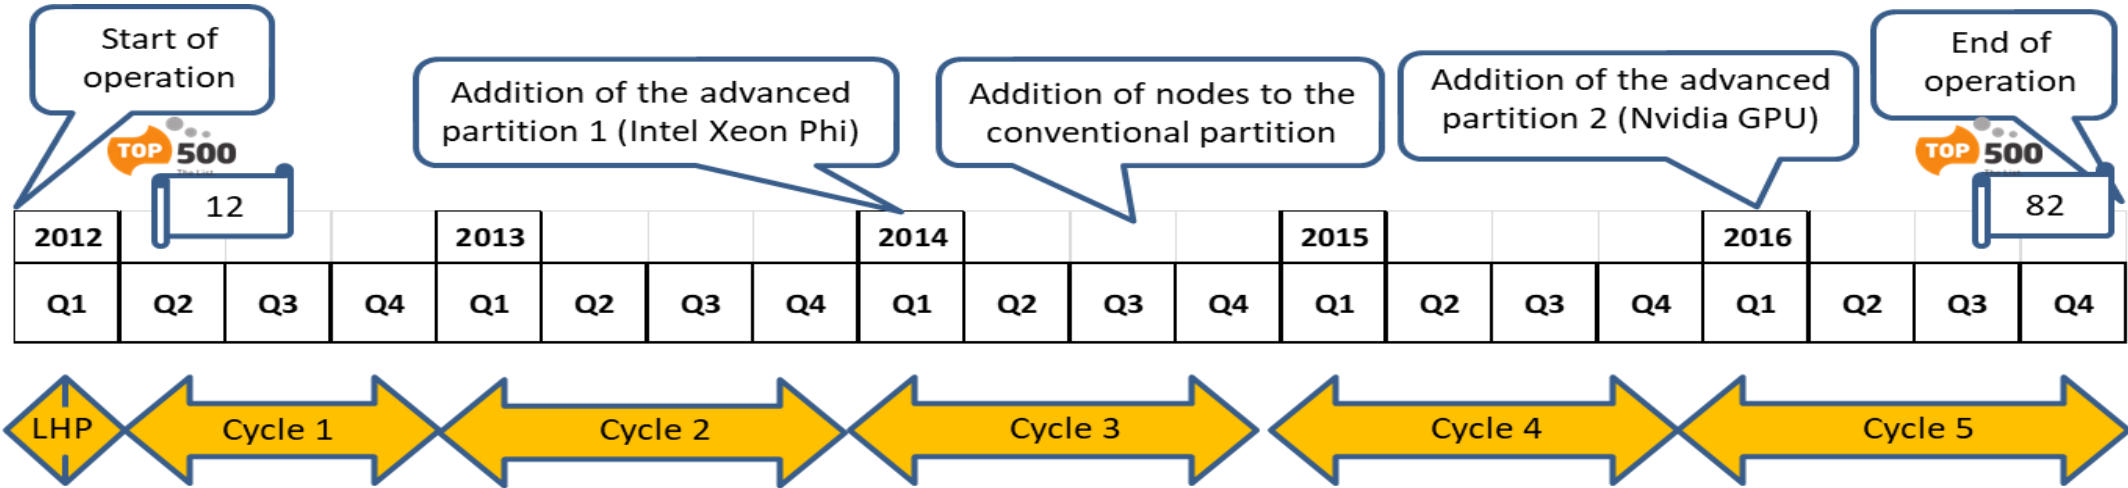 Start of
operation
Addition of the advanced
partition 1 (Intel Xeon Phi)
Addition of nodes to the
conventional partition
Addition of the advanced
partition 2 (Nvidia GPU)
End of
operation
TOP 500
The List
12
TOP 500
82
2012 2013 2014 2015 2016
Q1 Q2 Q3 Q4 Q1 Q2 Q3 Q4 Q1 Q2 Q3 Q4 Q1 Q2 Q3 Q4 Q1 Q2 Q3 Q4
LHP Cycle 1 Cycle 2 Cycle 3 Cycle 4 Cycle 5